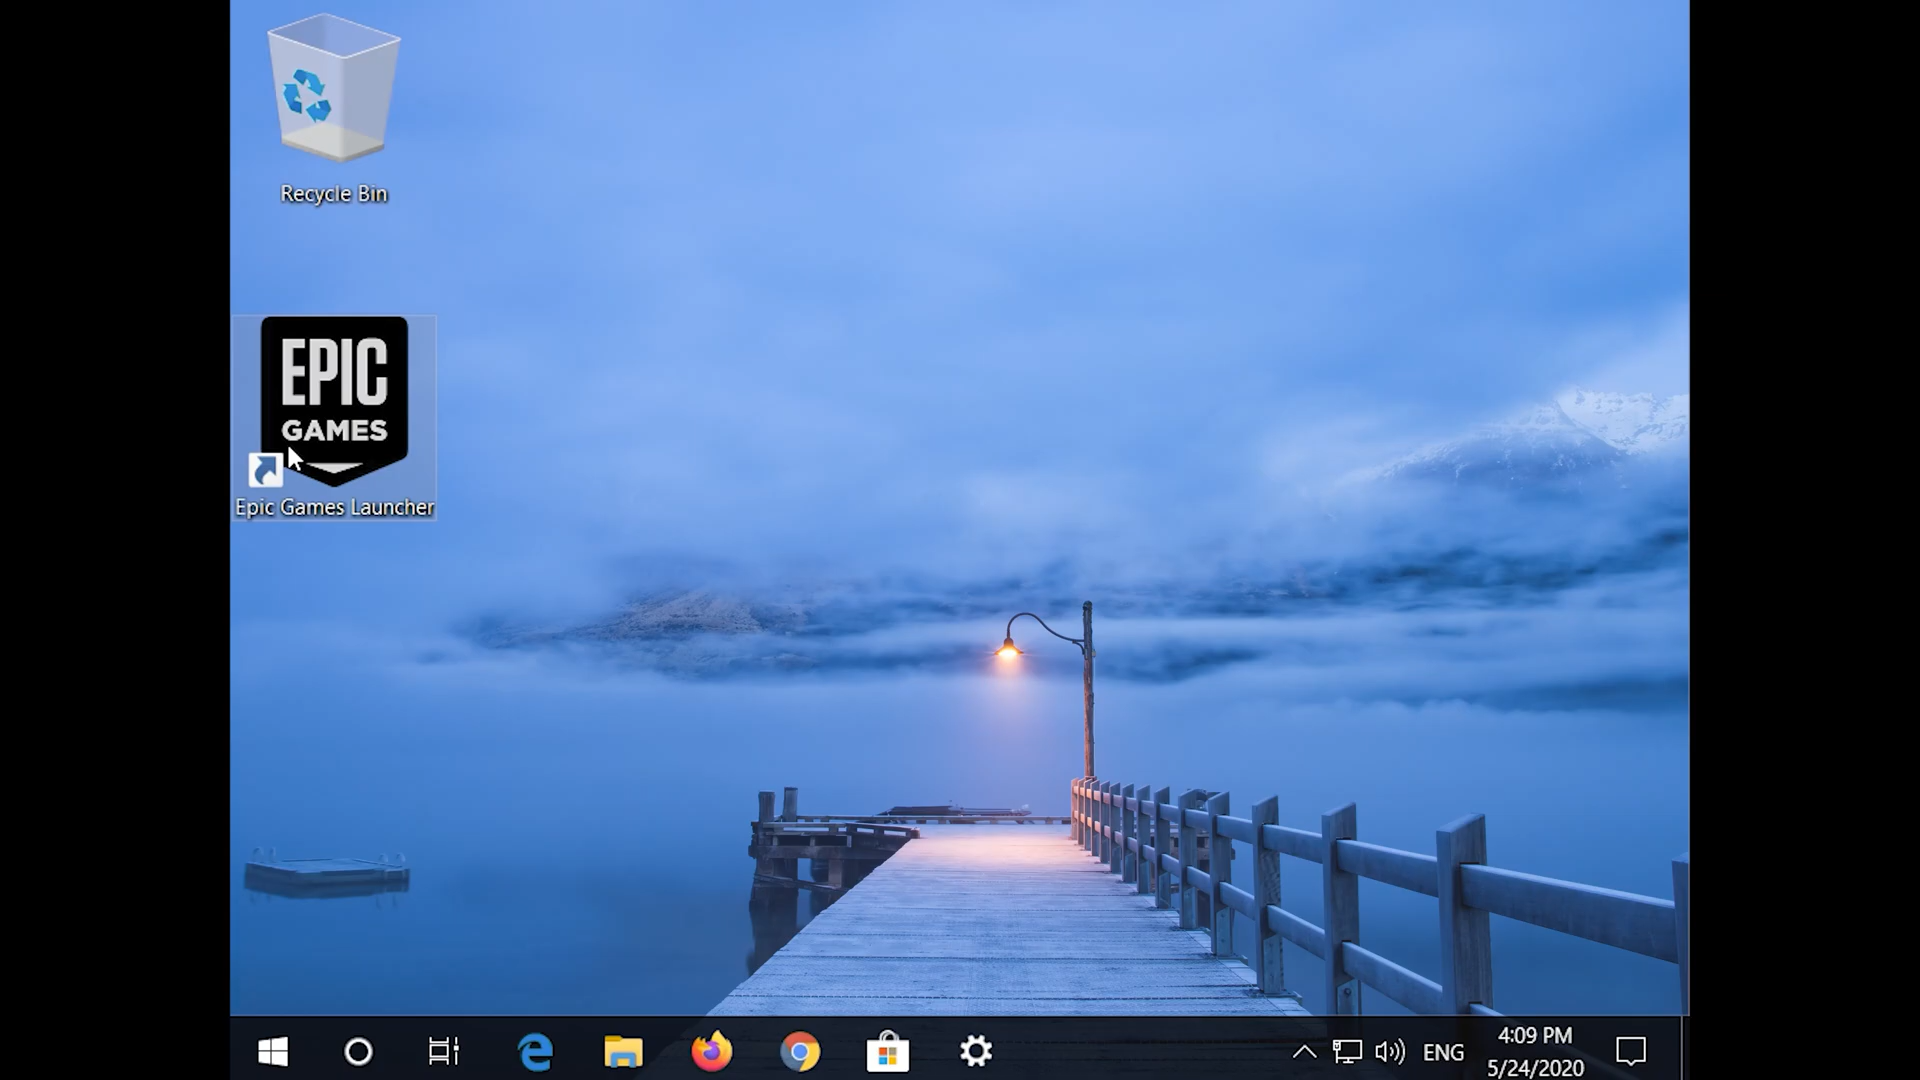 Recycle Bin
EPIC
GAMES
Epic Games Launcher
ENG
4:09 PM
5/24/2020